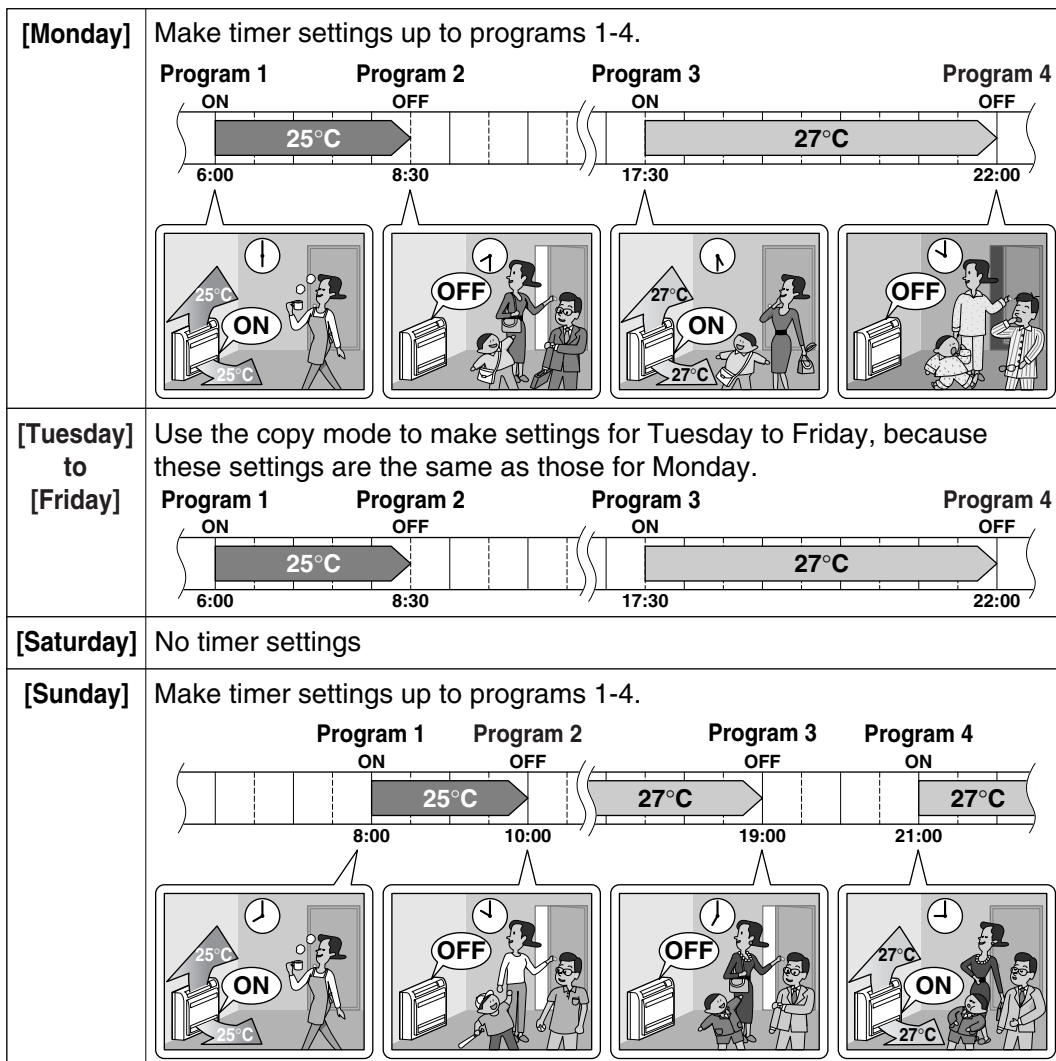 [Monday]
Make timer settings up to programs 1-4.
Program 1 Program 2 Program 3 Program 4
ON OFF ON OFF
25°C 27°C
6:00 8:30 17:30 22:00
25°C
ON
25°C
OFF
27°C
ON
27°C
OFF
[Tuesday]
to
[Friday]
Use the copy mode to make settings for Tuesday to Friday, because
these settings are the same as those for Monday.
Program 1 Program 2 Program 3 Program 4
ON OFF ON OFF
25°C 27°C
6:00 8:30 17:30 22:00
[Saturday]
No timer settings
[Sunday]
Make timer settings up to programs 1-4.
Program 1 Program 2 Program 3 Program 4
ON OFF OFF ON
25°C 27°C 27°C
8:00 10:00 19:00 21:00
25°C
ON
25°C
OFF
OFF
27°C
ON
27°C